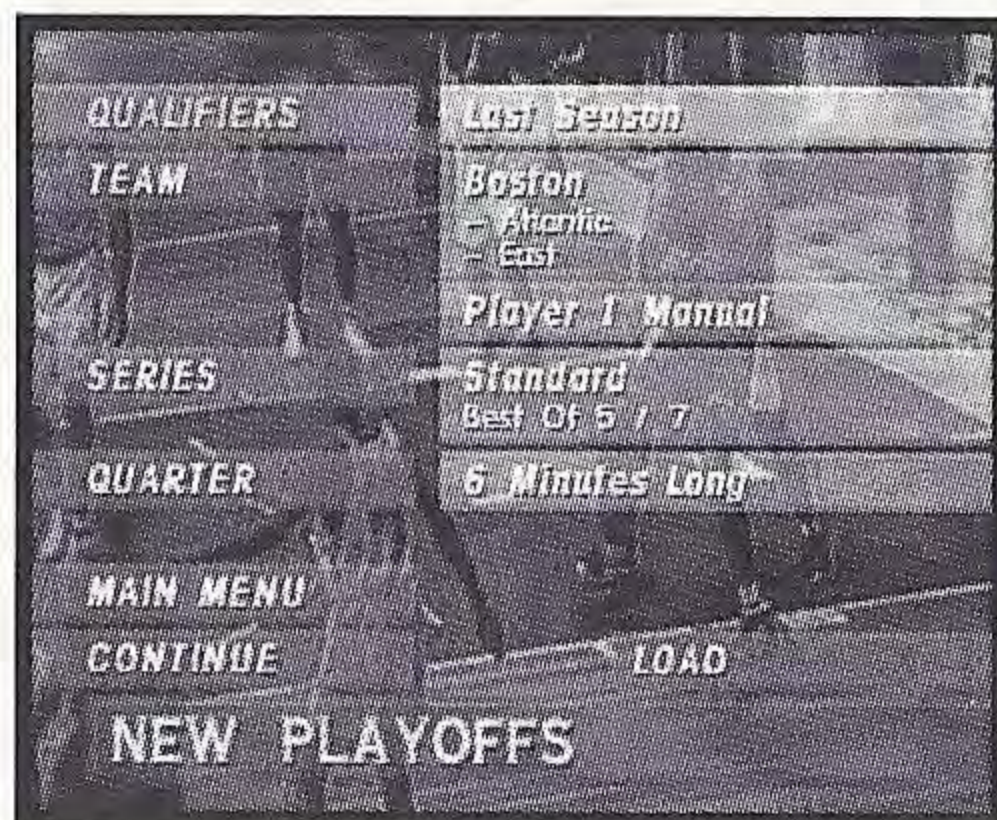 QUALIFIERS Last Season
TEAM Boston
- Atlantic
- East
Player 1 Manual
SERIES Standard
Best Of 5 / 7
QUARTER 6 Minutes Long
MAIN MENU
CONTINUE LOAD
NEW PLAYOFFS